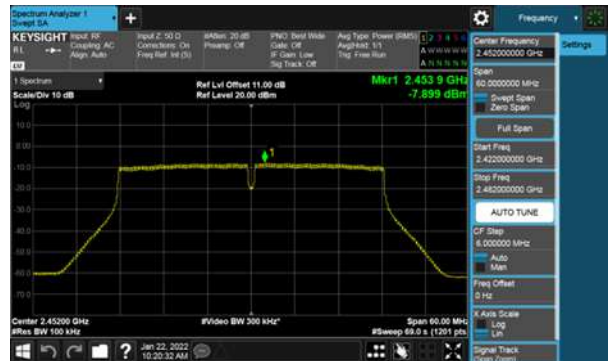 Spectrum Analyzer 1
Swept SA
Frequency
KEYSIGHT
Input: RF
Coupling: AC
Align: Auto
Input Z: 50 Ω
Corrections: On
Freq Ref: Int (S)
#Atten: 20 dB
Preamp: Off
PNO: Best Wide
Gate: Off
IF Gain: Low
Sig Track: Off
Avg Type: Power (RMS)
Avg|Hold: 1/1
Trig: Free Run
1 2 3 4 5 6
A W W W W W
A N N N N N
RL
LXI
1 Spectrum
Scale/Div 10 dB
Ref Lvl Offset 11.00 dB
Ref Level 20.00 dBm
Mkr1 2.453 9 GHz
-7.899 dBm
Log
10.0
0.00
-10.0
-20.0
-30.0
-40.0
-50.0
-60.0
-70.0
1
Center 2.45200 GHz
#Res BW 100 kHz
#Video BW 300 kHz*
Span 60.00 MHz
#Sweep 69.0 s (1201 pts)
Center Frequency
2.452000000 GHz
Span
60.0000000 MHz
Swept Span
Zero Span
Full Span
Start Freq
2.422000000 GHz
Stop Freq
2.482000000 GHz
AUTO TUNE
CF Step
6.000000 MHz
Auto
Man
Freq Offset
0 Hz
X Axis Scale
Log
Lin
Signal Track
(Span Zoom)
Settings
Jan 22, 2022
10:20:32 AM